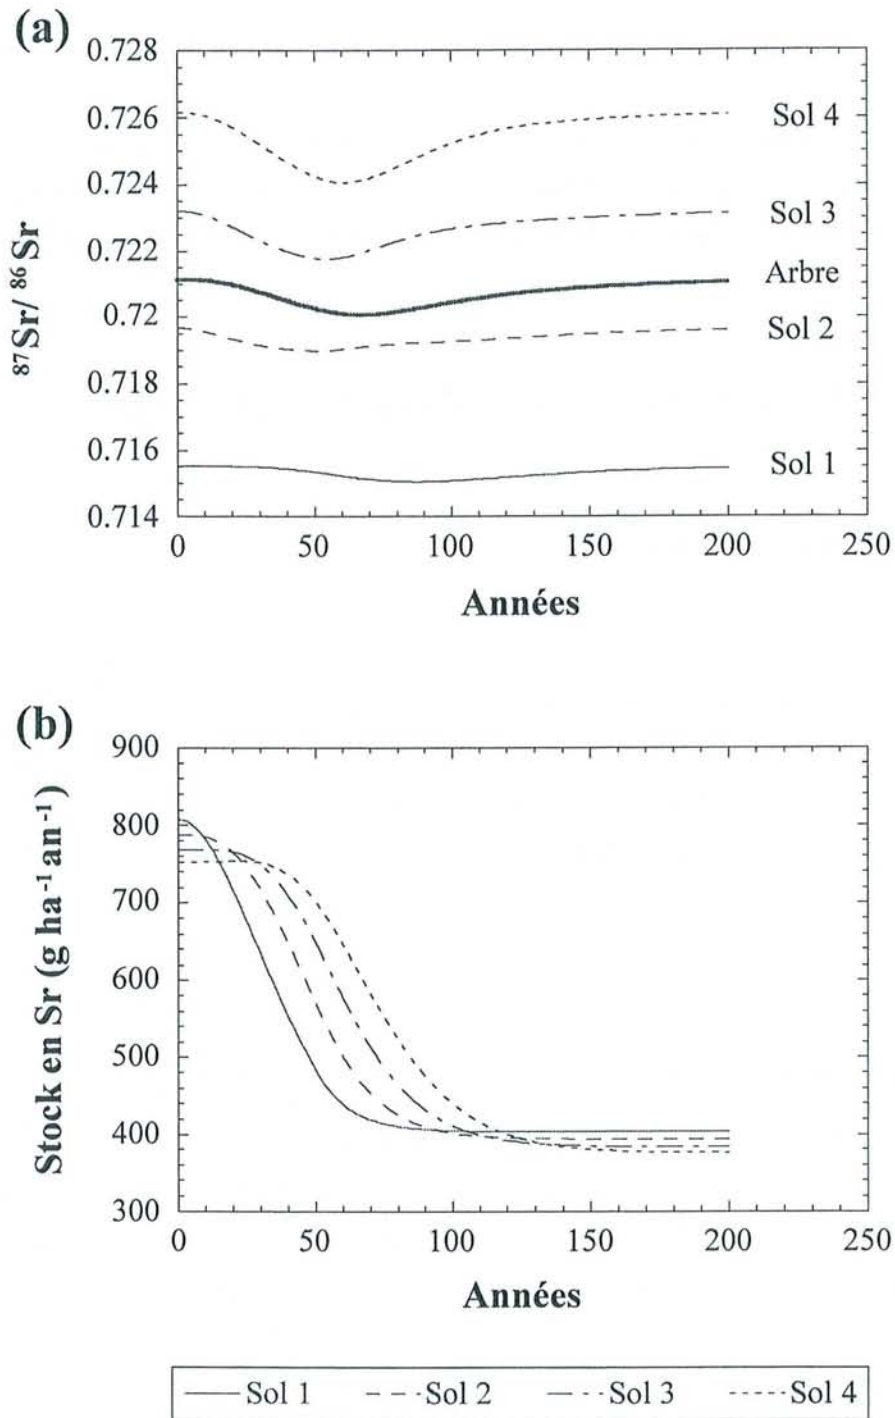 (a)
0.728
0.726
0.724
0.722
0.72
0.718
0.716
0.714
⁸⁷Sr/ ⁸⁶Sr
Sol 4
Sol 3
Arbre
Sol 2
Sol 1
0 50 100 150 200 250
Années
(b)
900
800
700
600
500
400
300
Stock en Sr (g ha⁻¹ an⁻¹)
0 50 100 150 200 250
Années
Sol 1 Sol 2 Sol 3 Sol 4